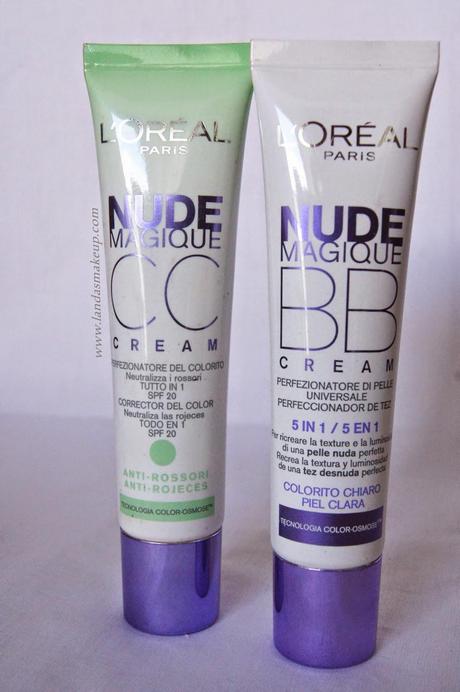 L'ORÉAL
PARIS
NUDE
MAGIQUE
CC
CREAM
PERFEZIONATORE DEL COLORITO
Neutralizza i rossori
TUTTO IN 1
SPF 20
CORRECTOR DEL COLOR
Neutraliza las rojeces
TODO EN 1
SPF 20
ANTI-ROSSORI
ANTI-ROJECES
TECNOLOGIA COLOR-OSMOSE™
L'ORÉAL
PARIS
NUDE
MAGIQUE
BB
CREAM
PERFEZIONATORE DI PELLE
UNIVERSALE
PERFECCIONADOR DE TEZ
5 IN 1 / 5 EN 1
Per ricreare la texture e la luminosità
di una pelle nuda perfetta
Recrea la textura y luminosidad
de una tez desnuda perfecta
COLORITO CHIARO
PIEL CLARA
TECNOLOGIA COLOR-OSMOSE™
www.landasmakeup.com